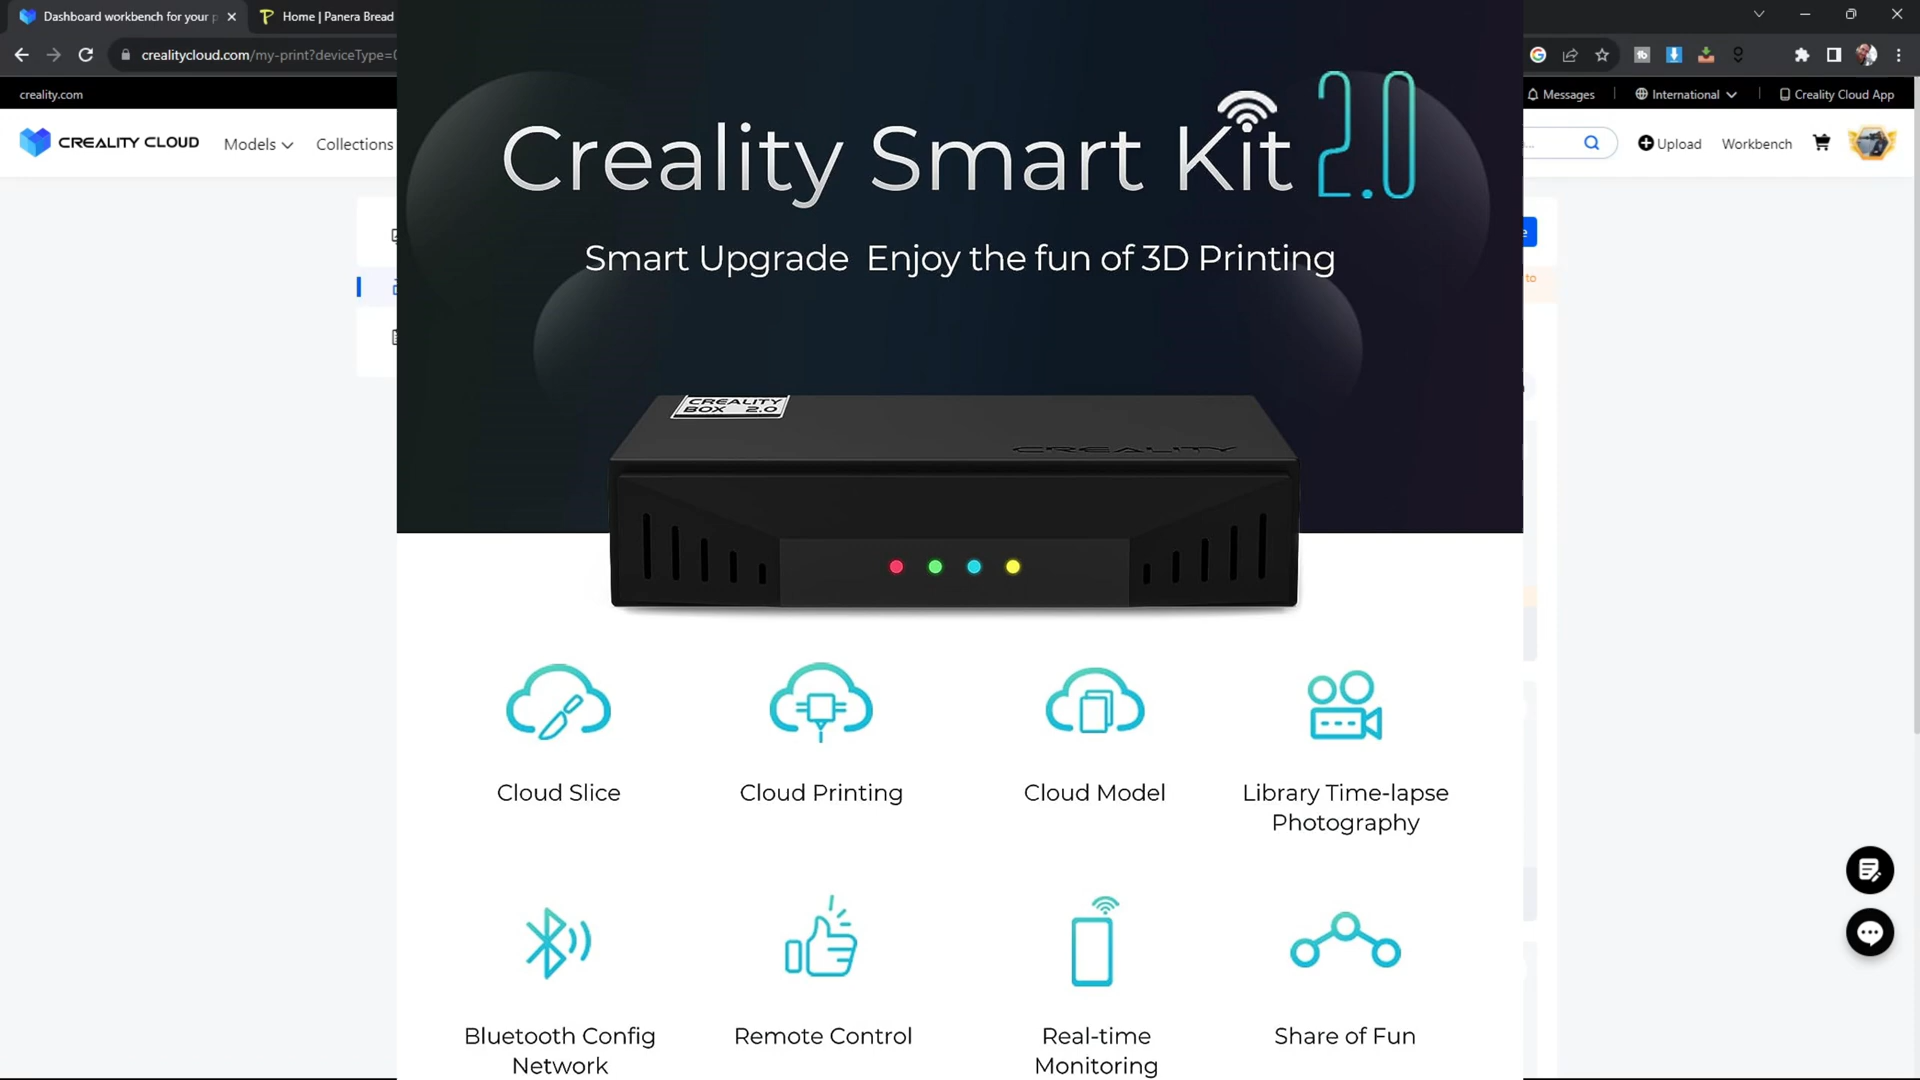 Dashboard workbench for your p
Home | Panera Bread
crealitycloud.com/my-print?deviceType=
creality.com
Messages
International
Creality Cloud App
CREALITY CLOUD
Models
Collections
Upload
Workbench
Creality Smart Kit 2.0
Smart Upgrade Enjoy the fun of 3D Printing
to
CREALITY
BOX 2.0
CREALITY
Cloud Slice
Cloud Printing
Cloud Model
Library Time-lapse
Photography
Bluetooth Config
Network
Remote Control
Real-time
Monitoring
Share of Fun